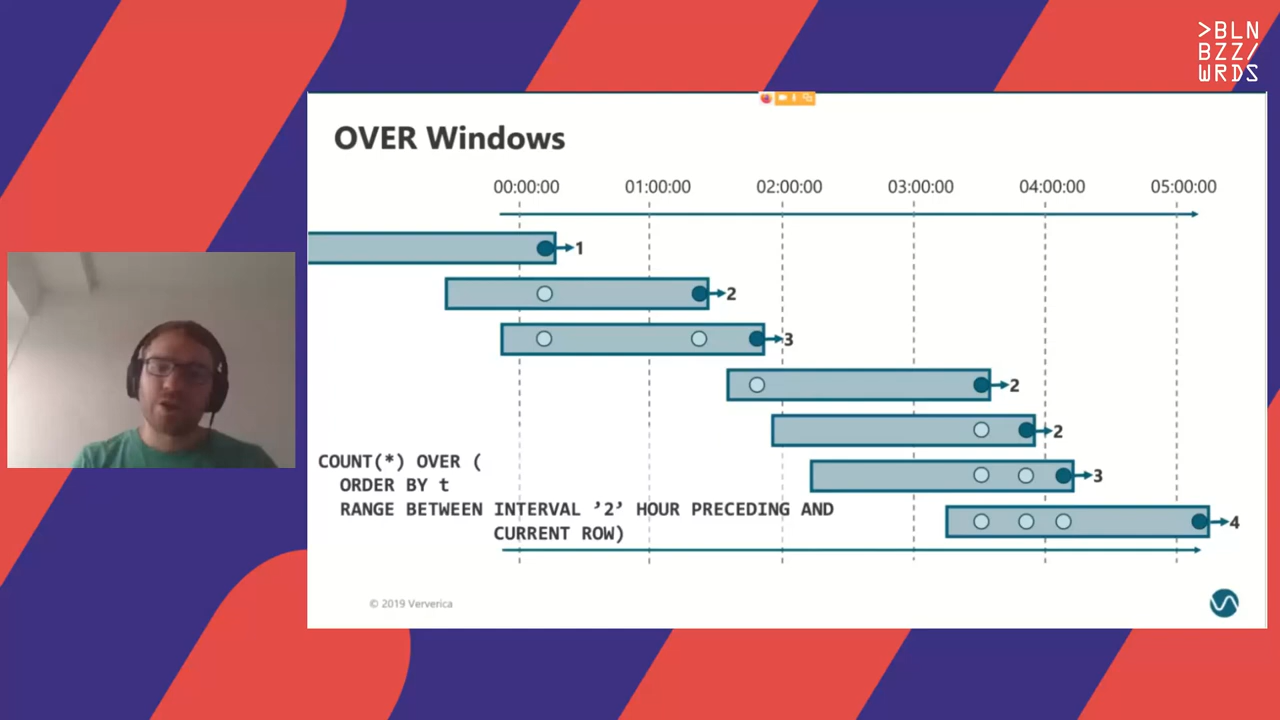 >BLN
BZZ/
WRDS
OVER Windows
00:00:00 01:00:00 02:00:00 03:00:00 04:00:00 05:00:00
1
2
3
2
2
3
4
COUNT(*) OVER (
ORDER BY t
RANGE BETWEEN INTERVAL ’2’ HOUR PRECEDING AND
CURRENT ROW)
© 2019 Ververica